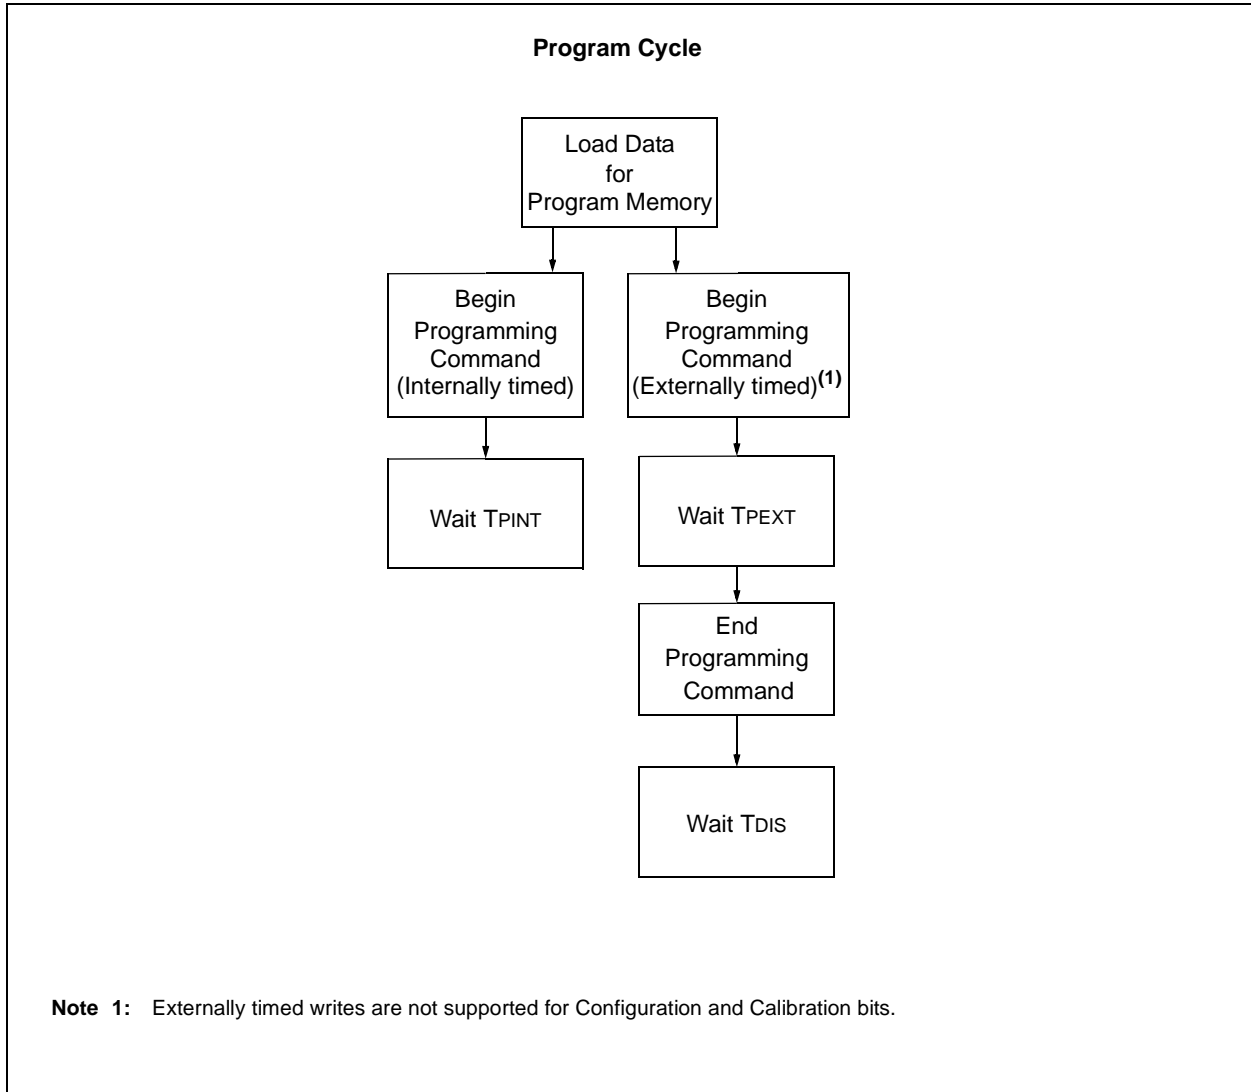 Program Cycle
Load Data
for
Program Memory
Begin
Programming
Command
(Internally timed)
Begin
Programming
Command
(Externally timed)(1)
Wait TPINT
Wait TPEXT
End
Programming
Command
Wait TDIS
Note 1: Externally timed writes are not supported for Configuration and Calibration bits.